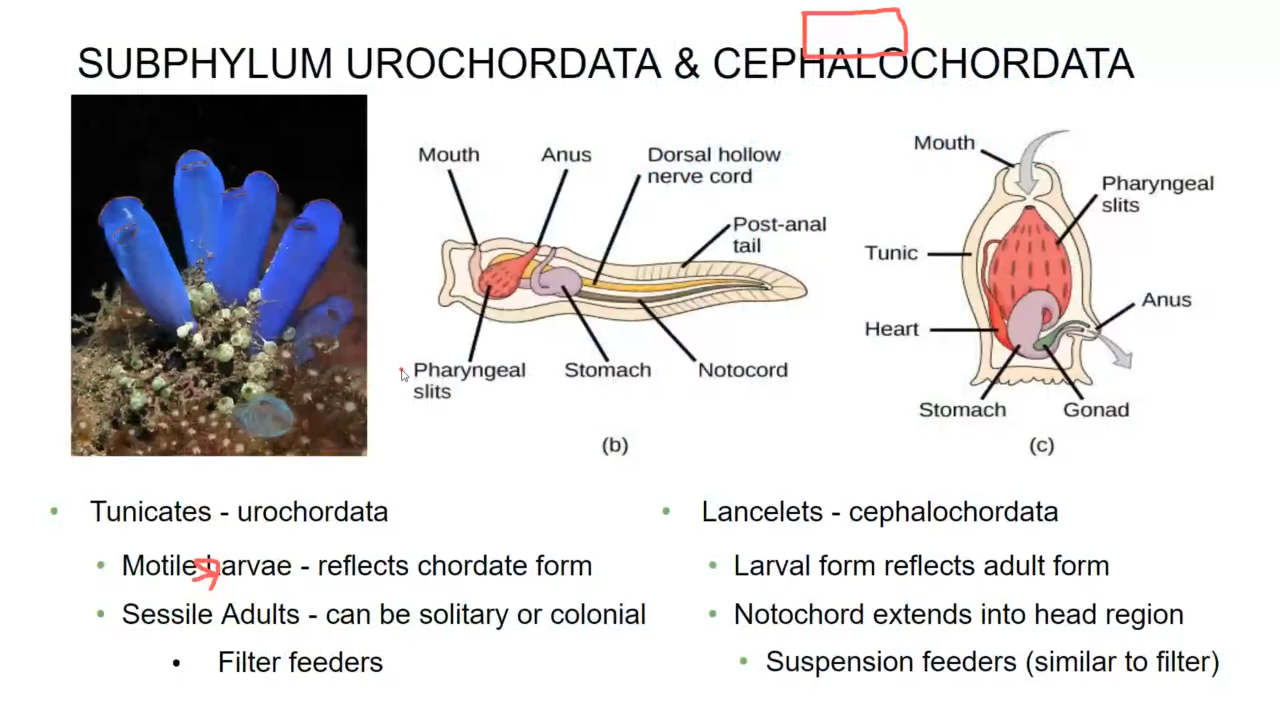 SUBPHYLUM UROCHORDATA & CEPHALOCHORDATA
Mouth
Anus
Dorsal hollow
nerve cord
Post-anal
tail
Pharyngeal
slits
Stomach
Notocord
(b)
Mouth
Pharyngeal
slits
Tunic
Anus
Heart
Stomach
Gonad
(c)
• Tunicates - urochordata
• Motile larvae - reflects chordate form
• Sessile Adults - can be solitary or colonial
• Filter feeders
• Lancelets - cephalochordata
• Larval form reflects adult form
• Notochord extends into head region
• Suspension feeders (similar to filter)